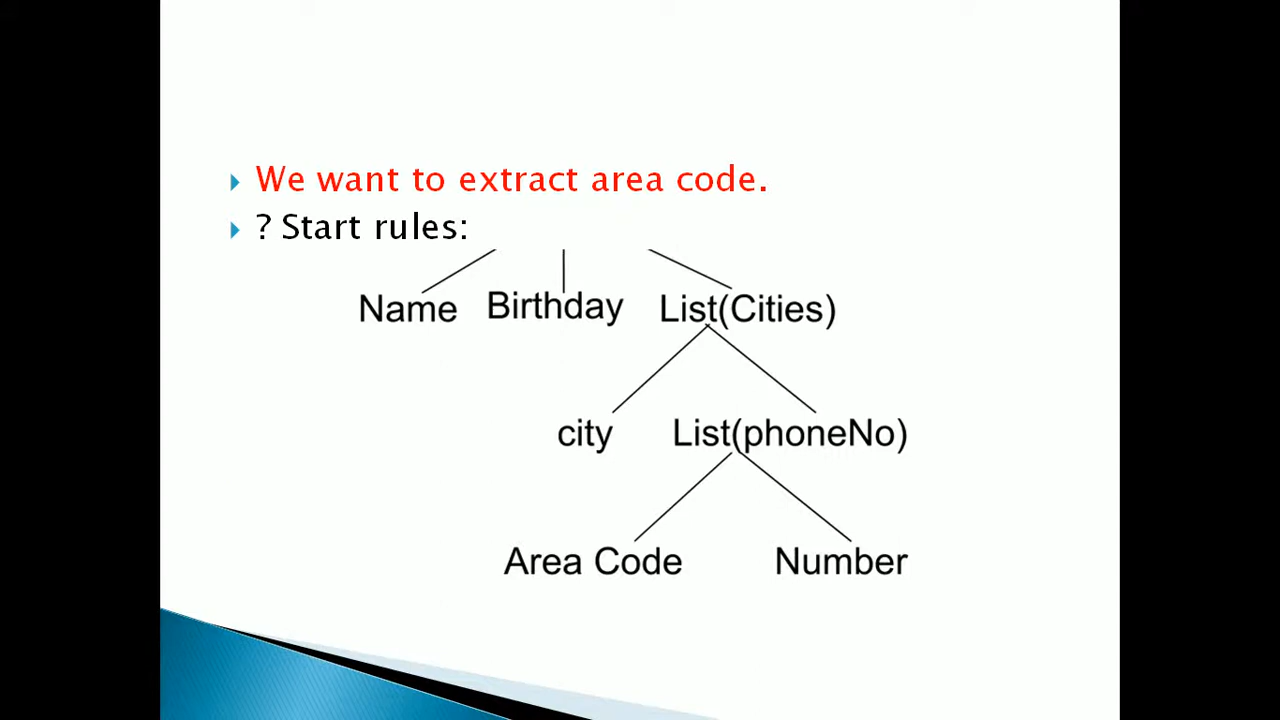 We want to extract area code.
? Start rules:
Name Birthday List(Cities)
city List(phoneNo)
Area Code Number